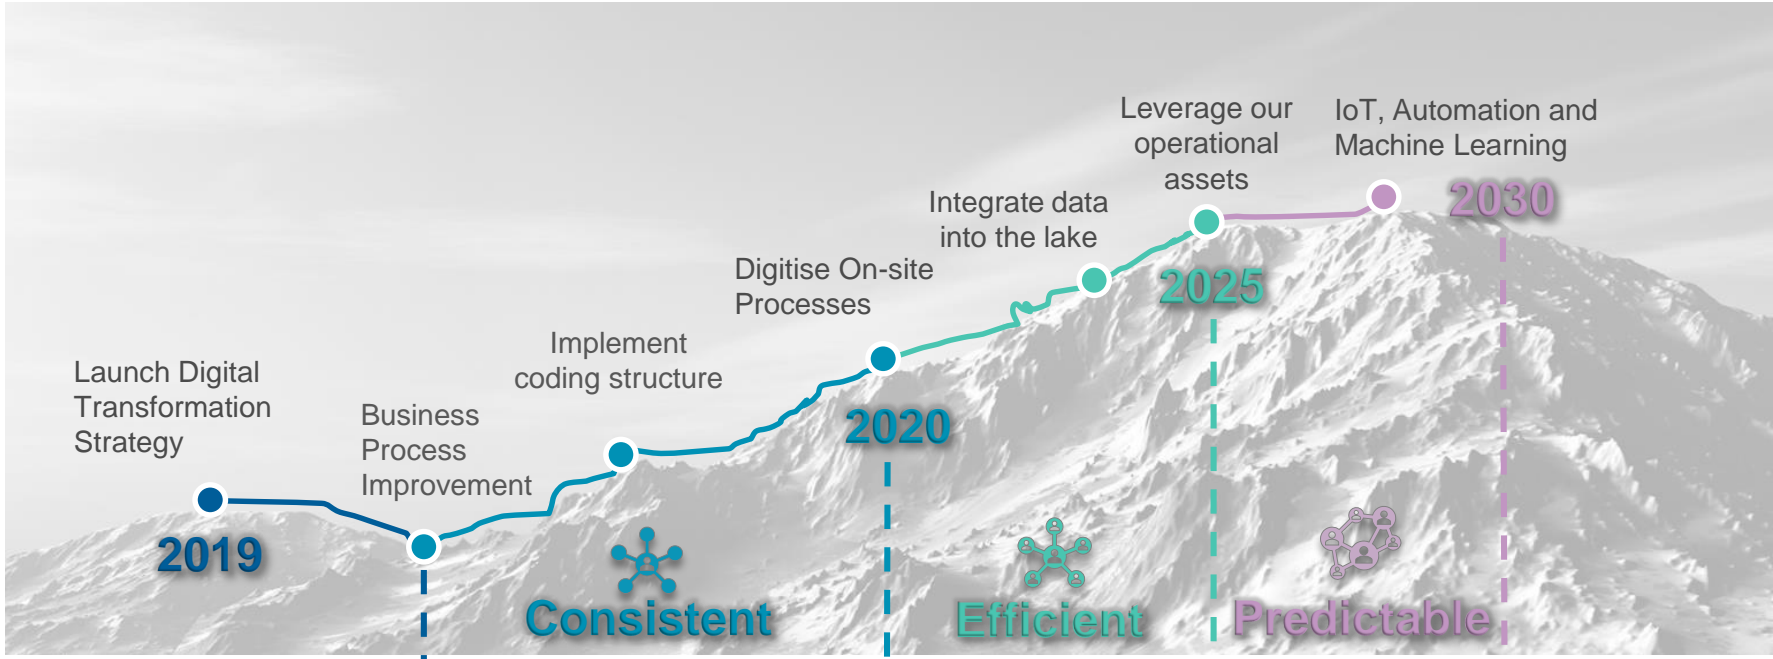 Launch Digital
Transformation
Strategy
2019
Business
Process
Improvement
Implement
coding structure
Consistent
Digitise On-site
Processes
2020
Integrate data
into the lake
Efficient
Leverage our
operational
assets
2025
IoT, Automation and
Machine Learning
2030
Predictable